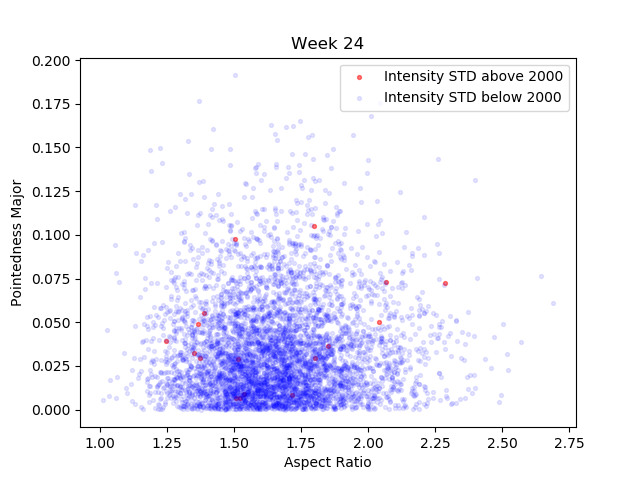 Week 24
Intensity STD above 2000
Intensity STD below 2000
0.200
0.175
0.150
0.125
0.100
0.075
0.050
0.025
0.000
Pointedness Major
1.00 1.25 1.50 1.75 2.00 2.25 2.50 2.75
Aspect Ratio